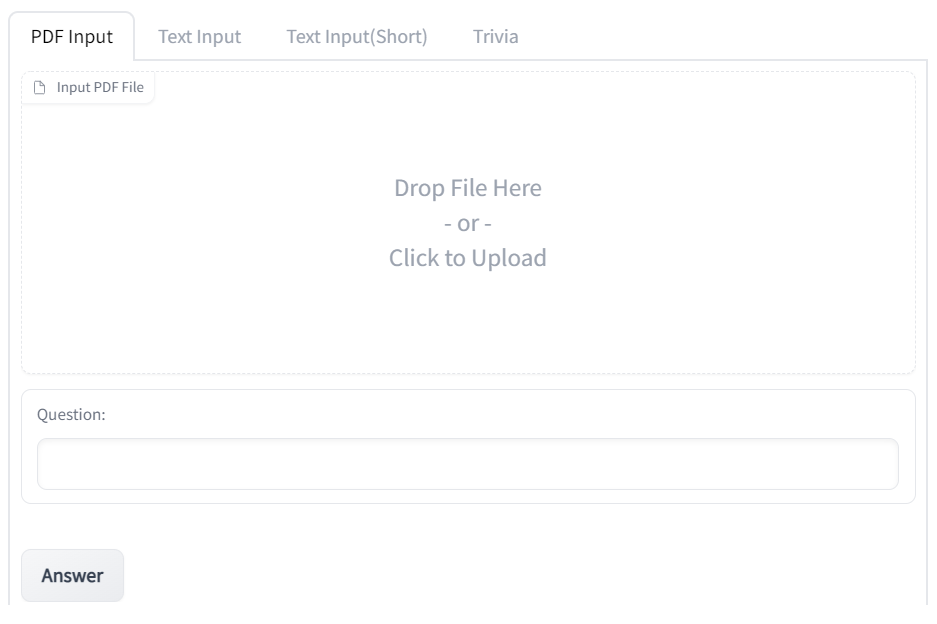 PDF Input Text Input Text Input(Short) Trivia
Input PDF File
Drop File Here
- or -
Click to Upload
Question:
Answer